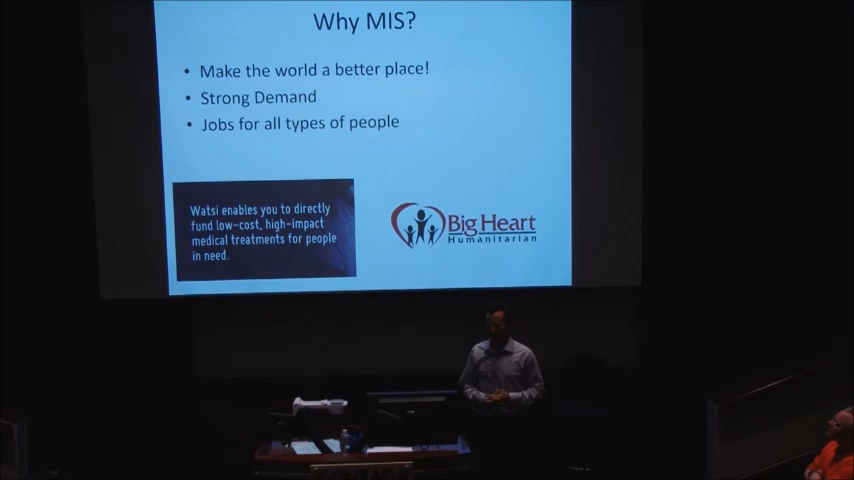 Why MIS?
• Make the world a better place!
• Strong Demand
• Jobs for all types of people
Watsi enables you to directly
fund low-cost, high-impact
medical treatments for people
in need.
Big Heart
Humanitarian